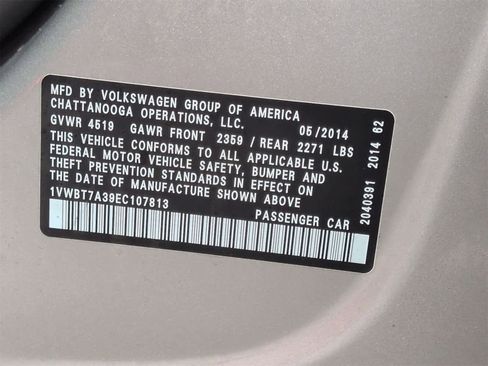 MFD BY VOLKSWAGEN GROUP OF AMERICA
CHATTANOOGA OPERATIONS, LLC. 05/2014
GVWR 4519 GAWR FRONT 2359 / REAR 2271 LBS
THIS VEHICLE CONFORMS TO ALL APPLICABLE U.S.
FEDERAL MOTOR VEHICLE SAFETY, BUMPER AND
THEFT PREVENTION STANDARDS IN EFFECT ON
THE DATE OF MANUFACTURE SHOWN ABOVE
1VWBT7A39EC107813 PASSENGER CAR
2040391 2014 62